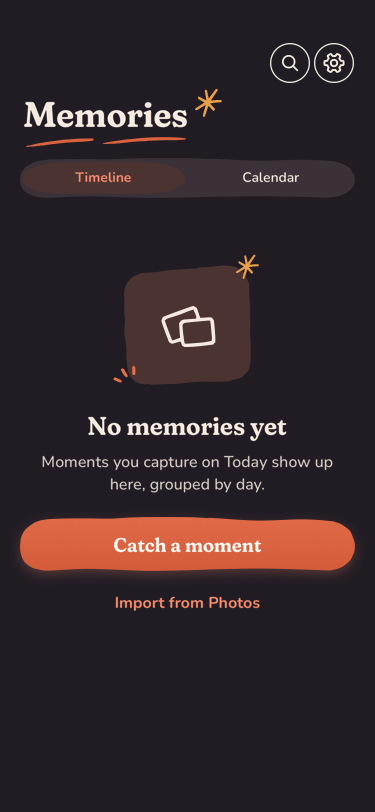 Memories
Timeline
Calendar
No memories yet
Moments you capture on Today show up
here, grouped by day.
Catch a moment
Import from Photos